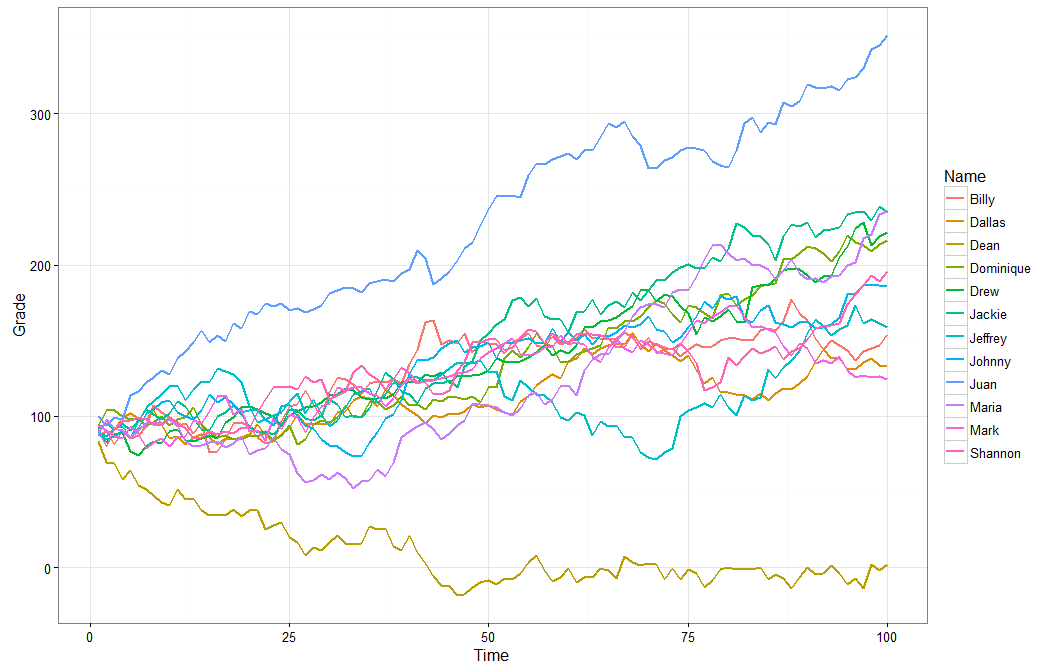 300
200
100
0
Grade
0
25
50
75
100
Time
Name
Billy
Dallas
Dean
Dominique
Drew
Jackie
Jeffrey
Johnny
Juan
Maria
Mark
Shannon